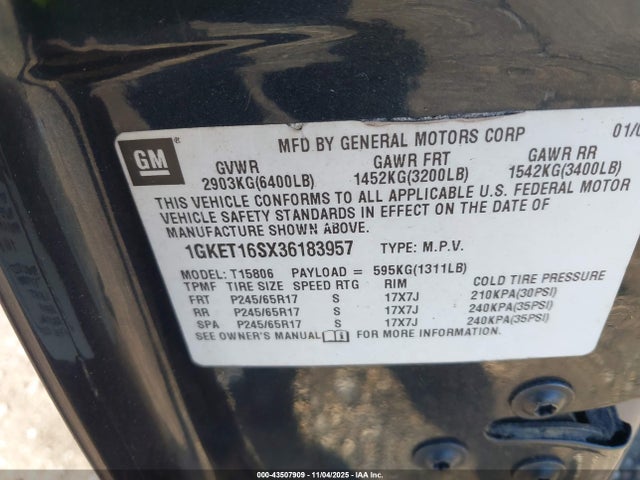 GM
MFD BY GENERAL MOTORS CORP 01/0
GVWR GAWR FRT GAWR RR
2903KG(6400LB) 1452KG(3200LB) 1542KG(3400LB)
THIS VEHICLE CONFORMS TO ALL APPLICABLE U.S. FEDERAL MOTOR
VEHICLE SAFETY STANDARDS IN EFFECT ON THE DATE OF
MANUFACTURE SHOWN ABOVE.
1GKET16SX36183957 TYPE: M.P.V.
MODEL: T15806 PAYLOAD = 595KG(1311LB)
TPMF TIRE SIZE SPEED RTG RIM COLD TIRE PRESSURE
FRT P245/65R17 S 17X7J 210KPA(30PSI)
RR P245/65R17 S 17X7J 240KPA(35PSI)
SPA P245/65R17 S 17X7J 240KPA(35PSI)
SEE OWNER'S MANUAL FOR MORE INFORMATION.
00-43507909 - 11/04/2025 - IAAI.com